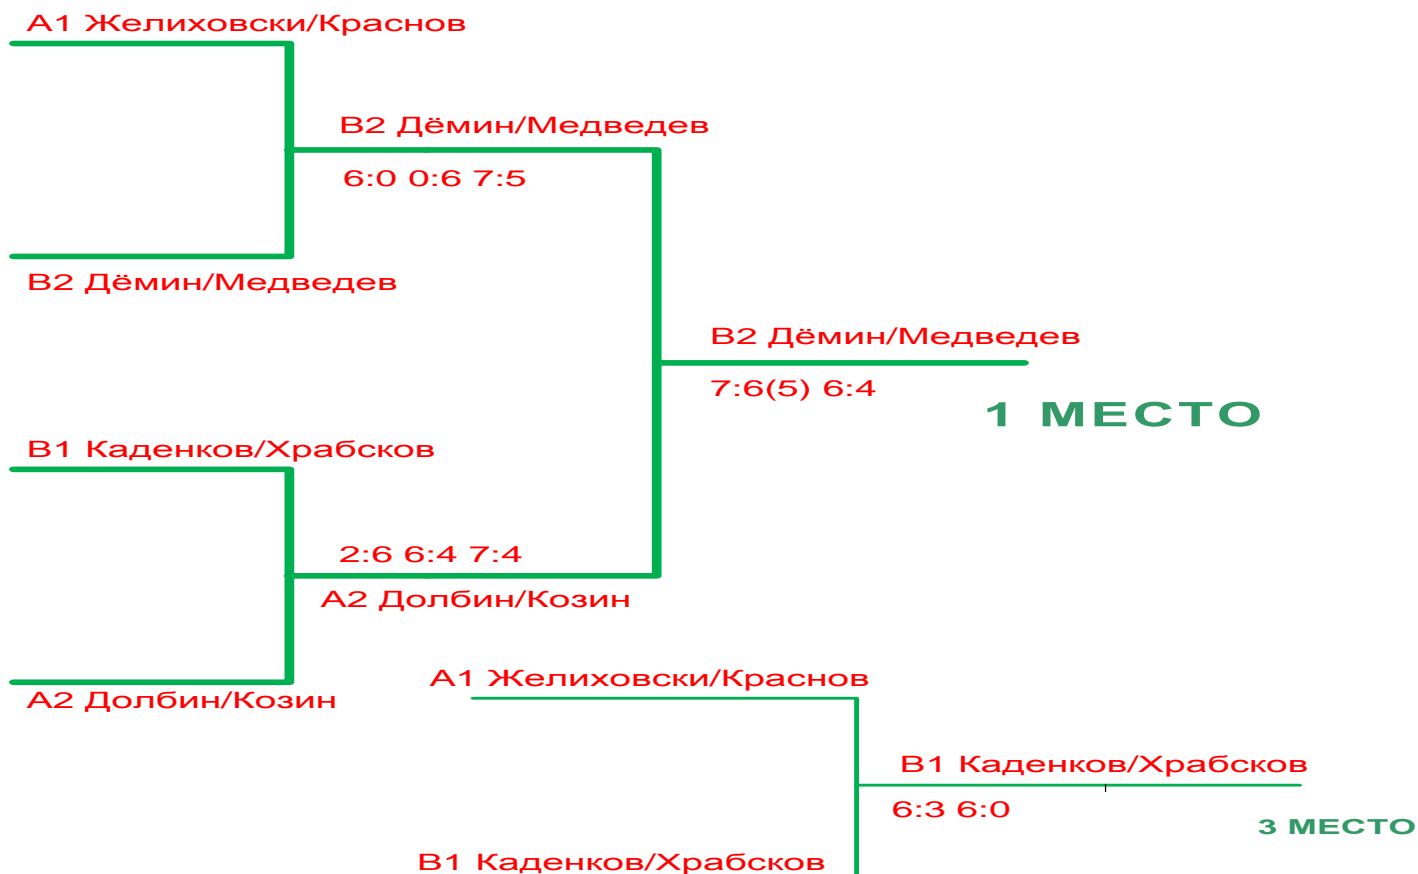 А1 Желиховски/Краснов
В2 Дёмин/Медведев
6:0 0:6 7:5
В2 Дёмин/Медведев
В2 Дёмин/Медведев
7:6(5) 6:4
1 МЕСТО
В1 Каденков/Храбсков
2:6 6:4 7:4
А2 Долбин/Козин
А2 Долбин/Козин
А1 Желиховски/Краснов
В1 Каденков/Храбсков
6:3 6:0
3 МЕСТО
В1 Каденков/Храбсков